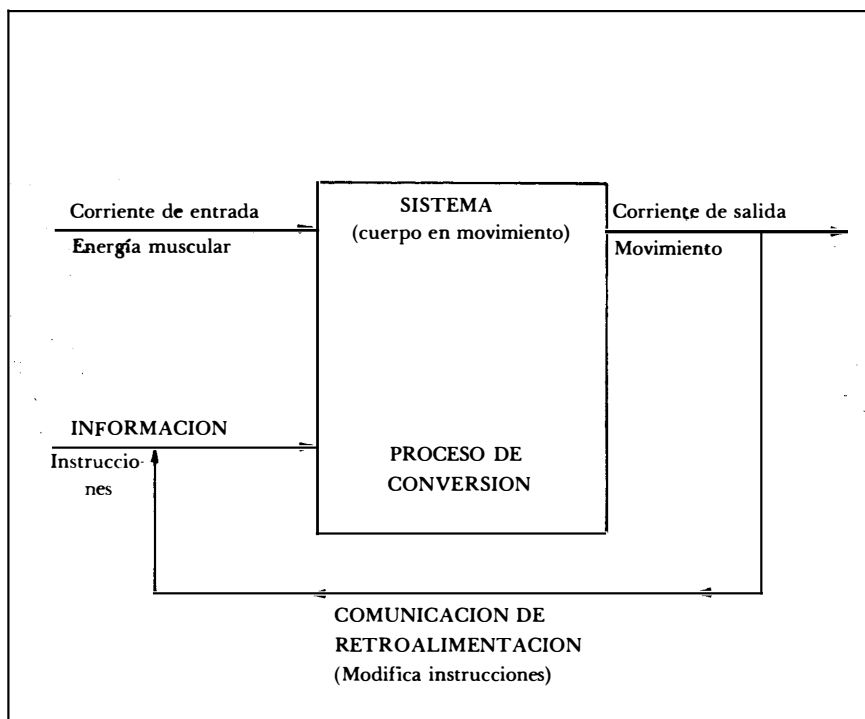 Corriente de entrada
Energía muscular
SISTEMA
(cuerpo en movimiento)
Corriente de salida
Movimiento
INFORMACION
Instruccio-
nes
PROCESO DE
CONVERSION
COMUNICACION DE
RETROALIMENTACION
(Modifica instrucciones)